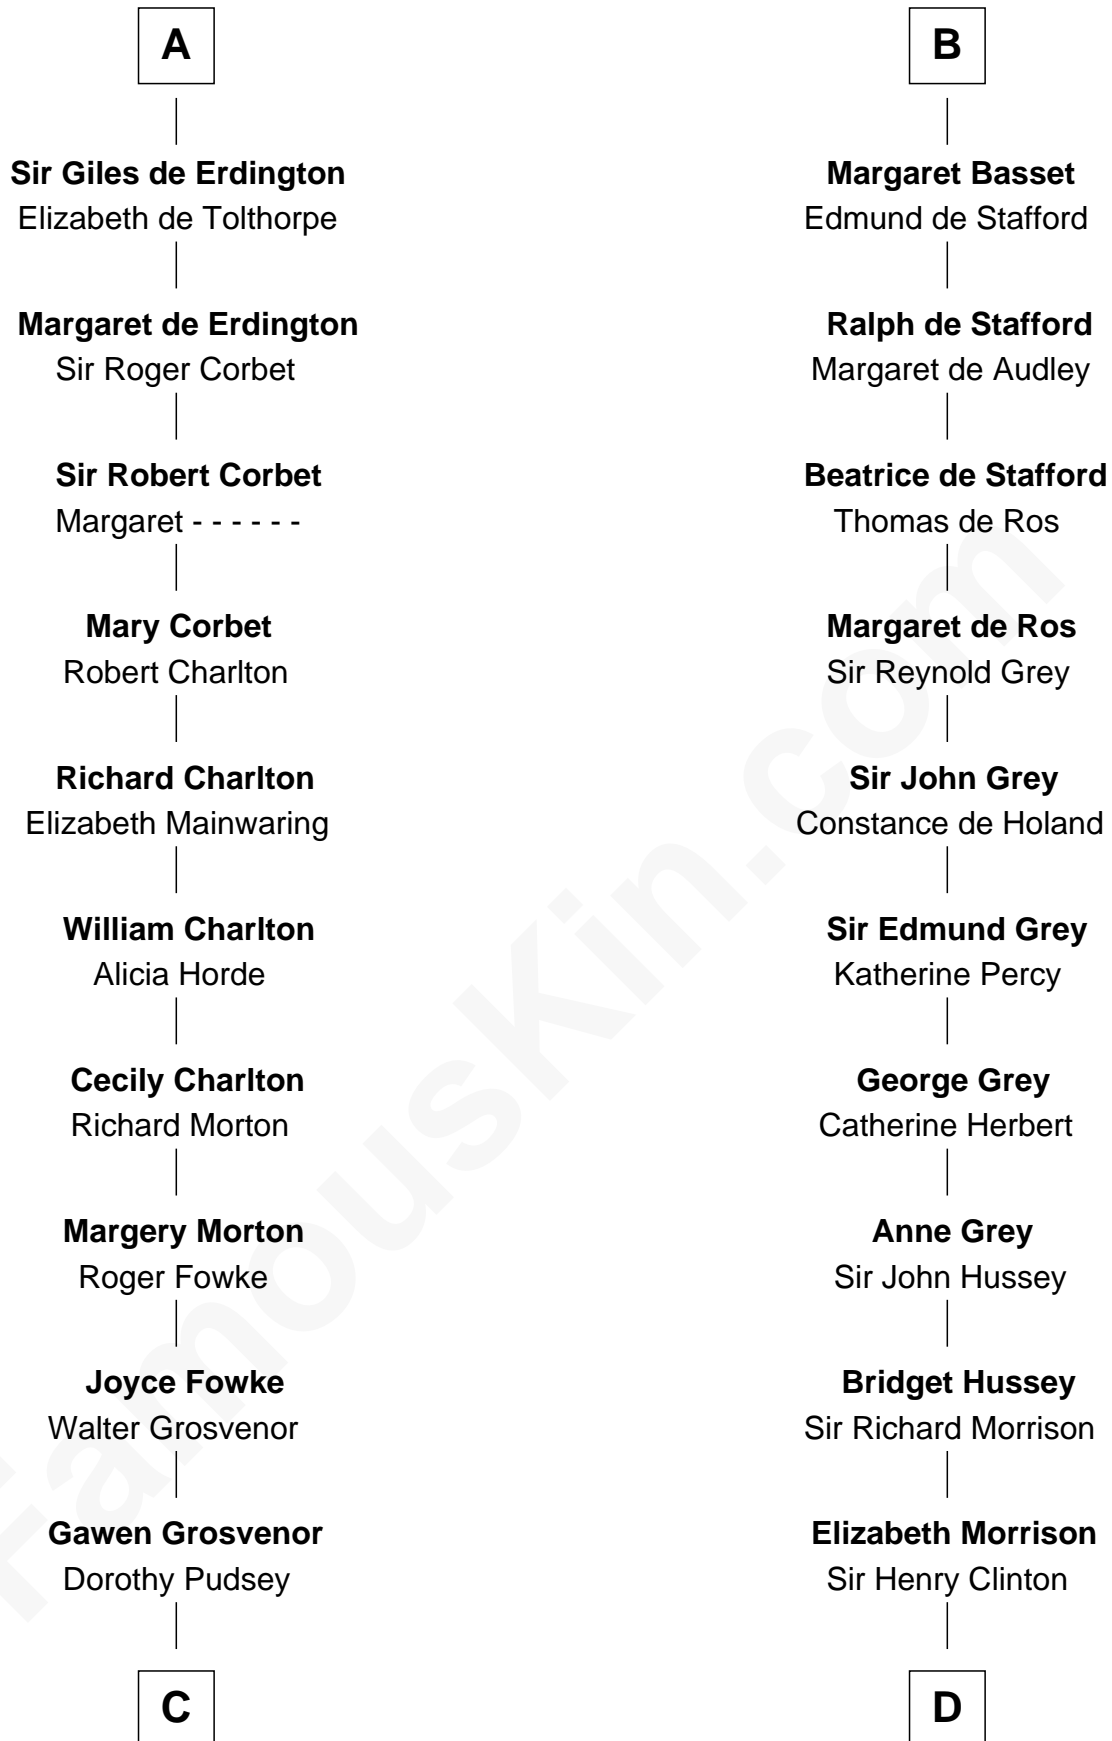 A
Sir Giles de Erdington
Elizabeth de Tolthorpe
Margaret de Erdington
Sir Roger Corbet
Sir Robert Corbet
Margaret - - - - - -
Mary Corbet
Robert Charlton
Richard Charlton
Elizabeth Mainwaring
William Charlton
Alicia Horde
Cecily Charlton
Richard Morton
Margery Morton
Roger Fowke
Joyce Fowke
Walter Grosvenor
Gawen Grosvenor
Dorothy Pudsey
C
B
Margaret Basset
Edmund de Stafford
Ralph de Stafford
Margaret de Audley
Beatrice de Stafford
Thomas de Ros
Margaret de Ros
Sir Reynold Grey
Sir John Grey
Constance de Holand
Sir Edmund Grey
Katherine Percy
George Grey
Catherine Herbert
Anne Grey
Sir John Hussey
Bridget Hussey
Sir Richard Morrison
Elizabeth Morrison
Sir Henry Clinton
D
FamousKin.com